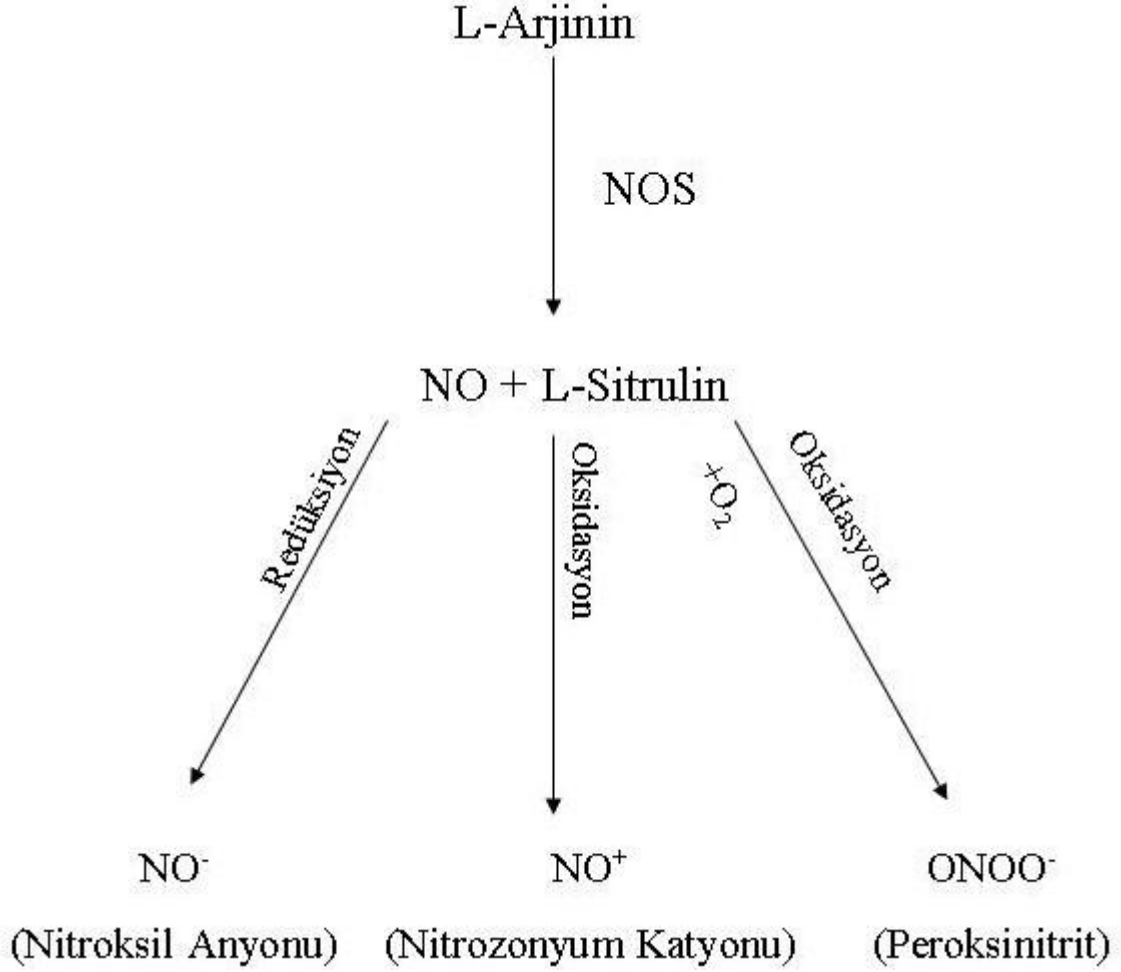 L-Arjinin
NOS
NO + L-Sitrulin
Redüksiyon
Oksidasyon
+O₂
Oksidasyon
NO⁻
NO⁺
ONOO⁻
(Nitroksil Anyonu)
(Nitrozonyum Katyonu)
(Peroksinitrit)